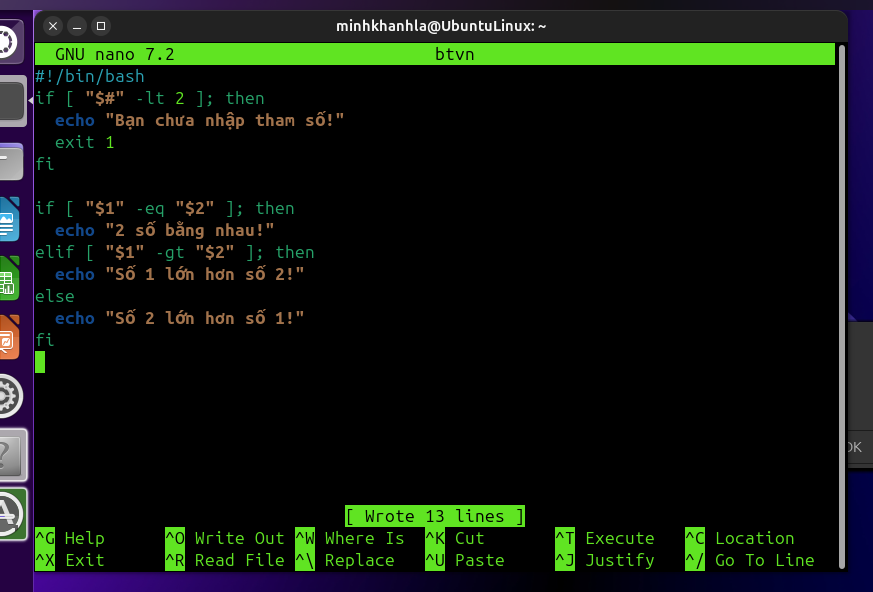 minhkhanhla@UbuntuLinux: ~
GNU nano 7.2 btvn
#!/bin/bash
if [ "$#" -lt 2 ]; then
  echo "Bạn chưa nhập tham số!"
  exit 1
fi

if [ "$1" -eq "$2" ]; then
  echo "2 số bằng nhau!"
elif [ "$1" -gt "$2" ]; then
  echo "Số 1 lớn hơn số 2!"
else
  echo "Số 2 lớn hơn số 1!"
fi
OK
[ Wrote 13 lines ]
^G Help ^O Write Out ^W Where Is ^K Cut ^T Execute ^C Location
^X Exit ^R Read File ^\ Replace ^U Paste ^J Justify ^/ Go To Line